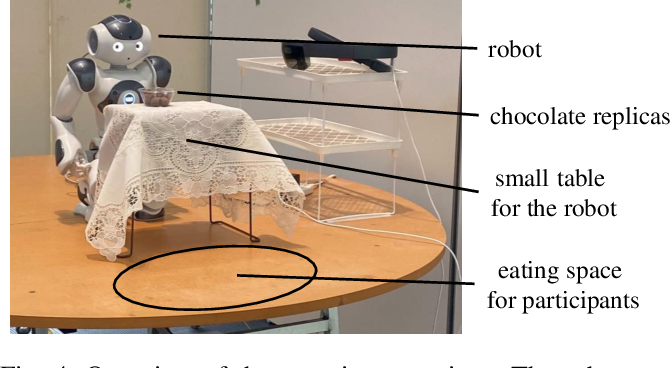 robot
chocolate replicas
small table
for the robot
eating space
for participants